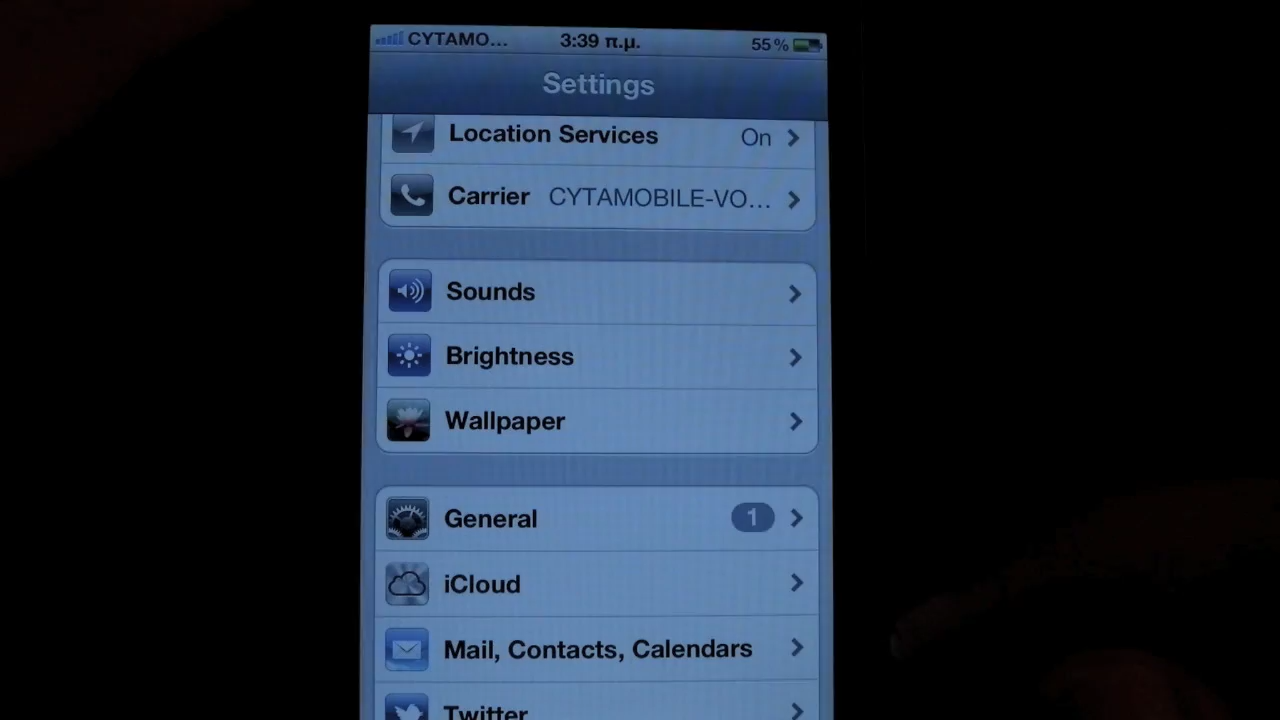 CYTAMO... 3:39 π.μ. 55%
Settings
Location Services On
Carrier CYTAMOBILE-VO...
Sounds
Brightness
Wallpaper
General 1
iCloud
Mail, Contacts, Calendars
Twitter